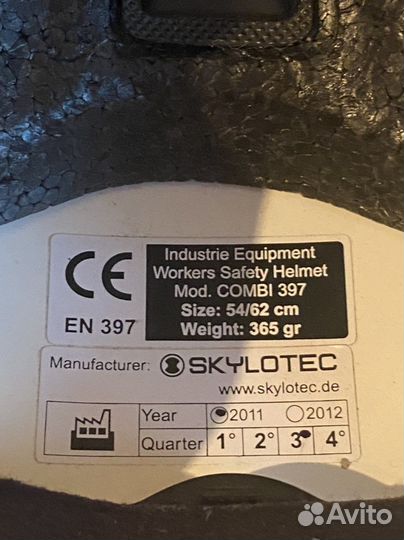 CE
EN 397
Industrie Equipment
Workers Safety Helmet
Mod. COMBI 397
Size: 54/62 cm
Weight: 365 gr
Manufacturer: SKYLOTEC
www.skylotec.de
Year 2011 2012
Quarter 1° 2° 3° 4°
Avito